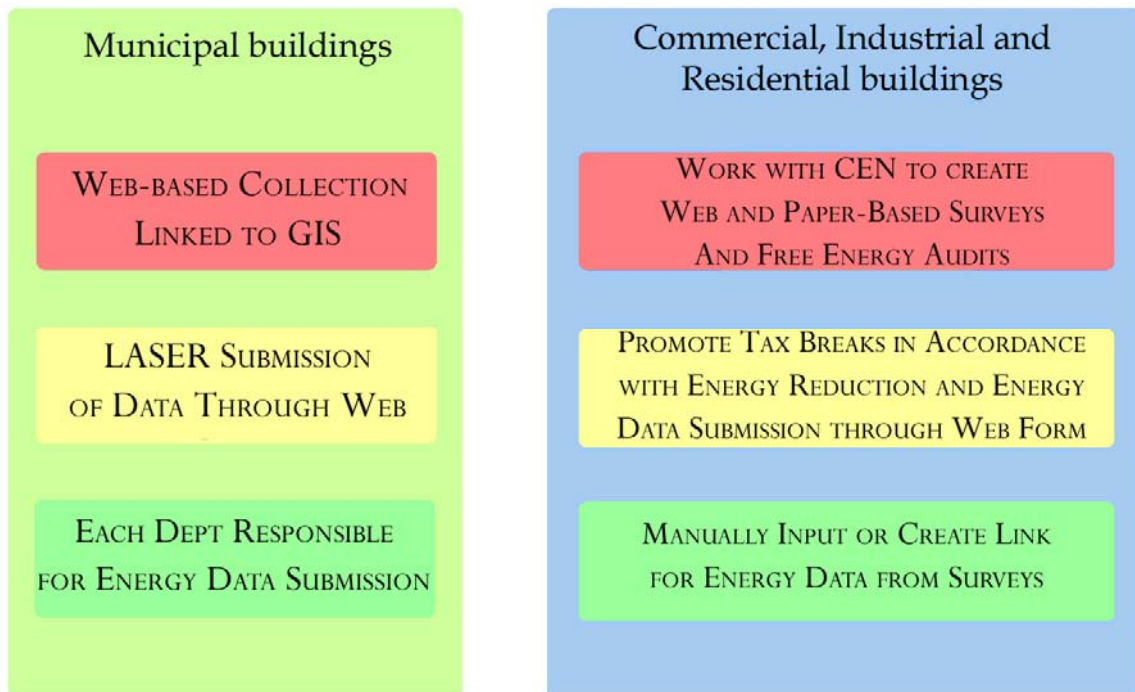 Municipal buildings
WEB-BASED COLLECTION
LINKED TO GIS
LASER SUBMISSION
OF DATA THROUGH WEB
EACH DEPT RESPONSIBLE
FOR ENERGY DATA SUBMISSION
Commercial, Industrial and
Residential buildings
WORK WITH CEN TO CREATE
WEB AND PAPER-BASED SURVEYS
AND FREE ENERGY AUDITS
PROMOTE TAX BREAKS IN ACCORDANCE
WITH ENERGY REDUCTION AND ENERGY
DATA SUBMISSION THROUGH WEB FORM
MANUALLY INPUT OR CREATE LINK
FOR ENERGY DATA FROM SURVEYS